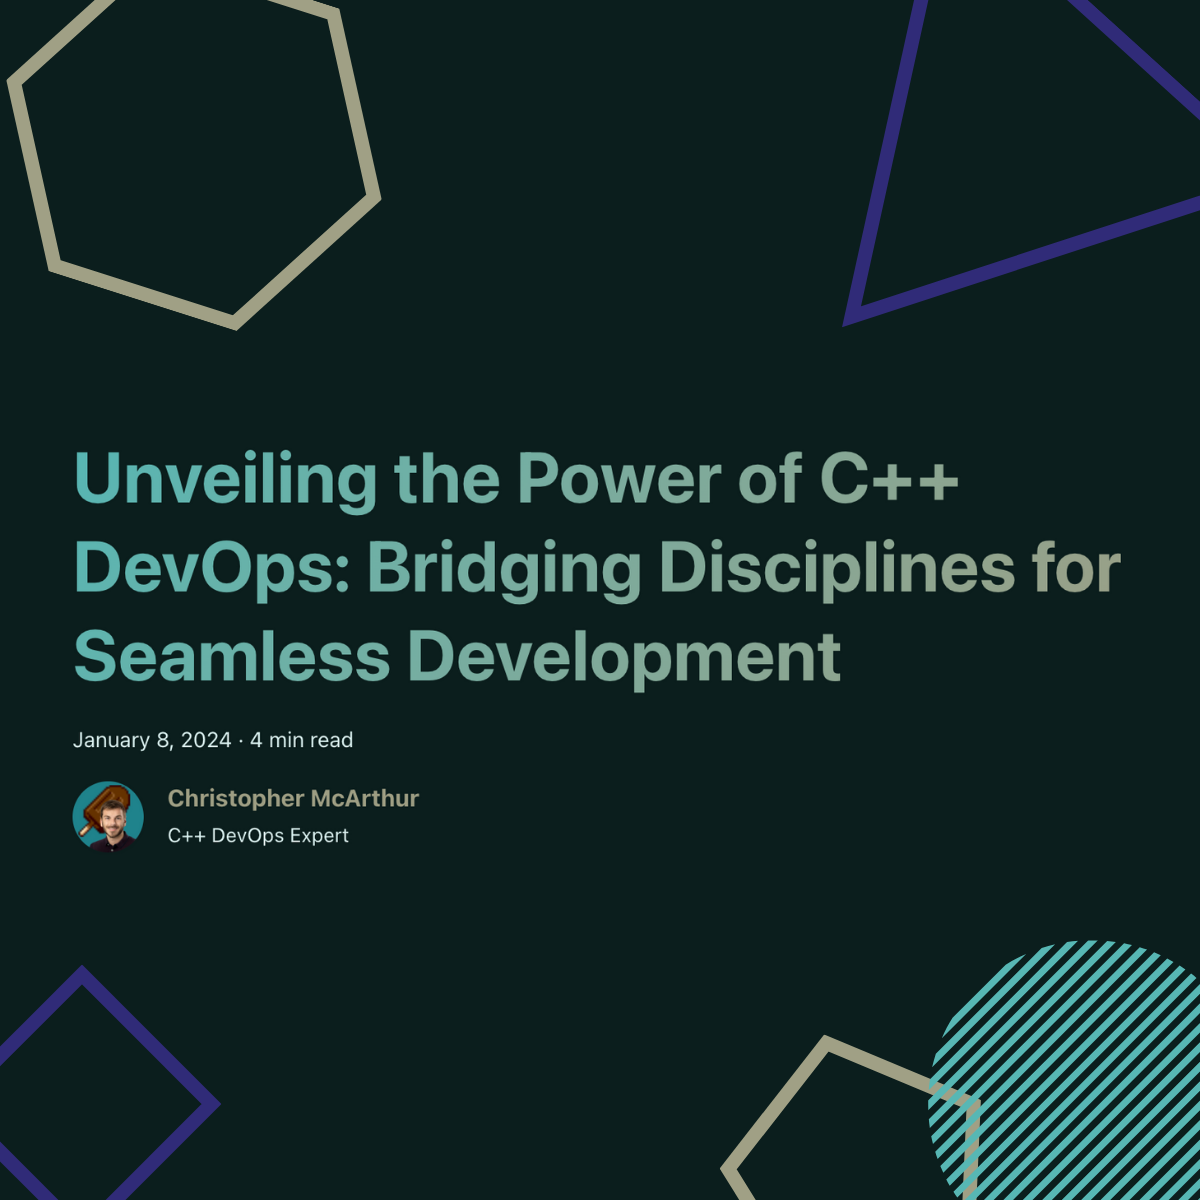 Unveiling the Power of C++
DevOps: Bridging Disciplines for
Seamless Development
January 8, 2024 · 4 min read
Christopher McArthur
C++ DevOps Expert